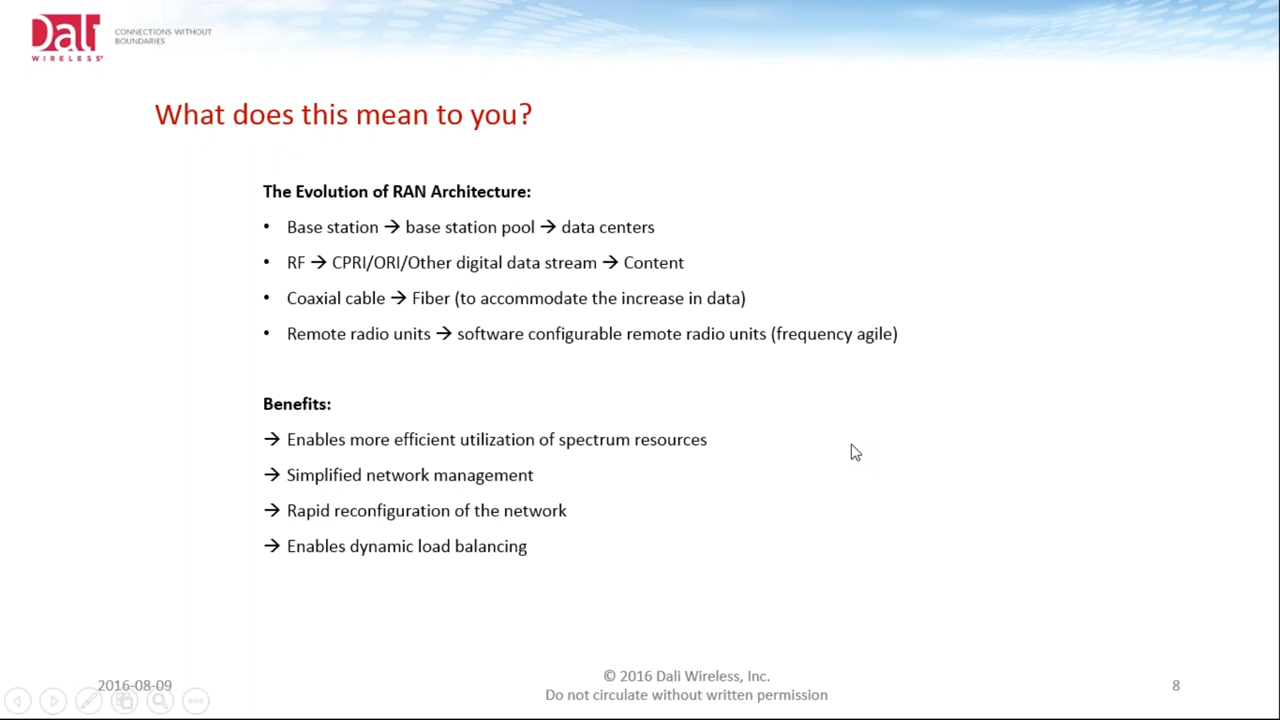 Dali
WIRELESS
CONNECTIONS WITHOUT
BOUNDARIES
What does this mean to you?
The Evolution of RAN Architecture:
• Base station → base station pool → data centers
• RF → CPRI/ORI/Other digital data stream → Content
• Coaxial cable → Fiber (to accommodate the increase in data)
• Remote radio units → software configurable remote radio units (frequency agile)
Benefits:
→ Enables more efficient utilization of spectrum resources
→ Simplified network management
→ Rapid reconfiguration of the network
→ Enables dynamic load balancing
2016-08-09
© 2016 Dali Wireless, Inc.
Do not circulate without written permission
8